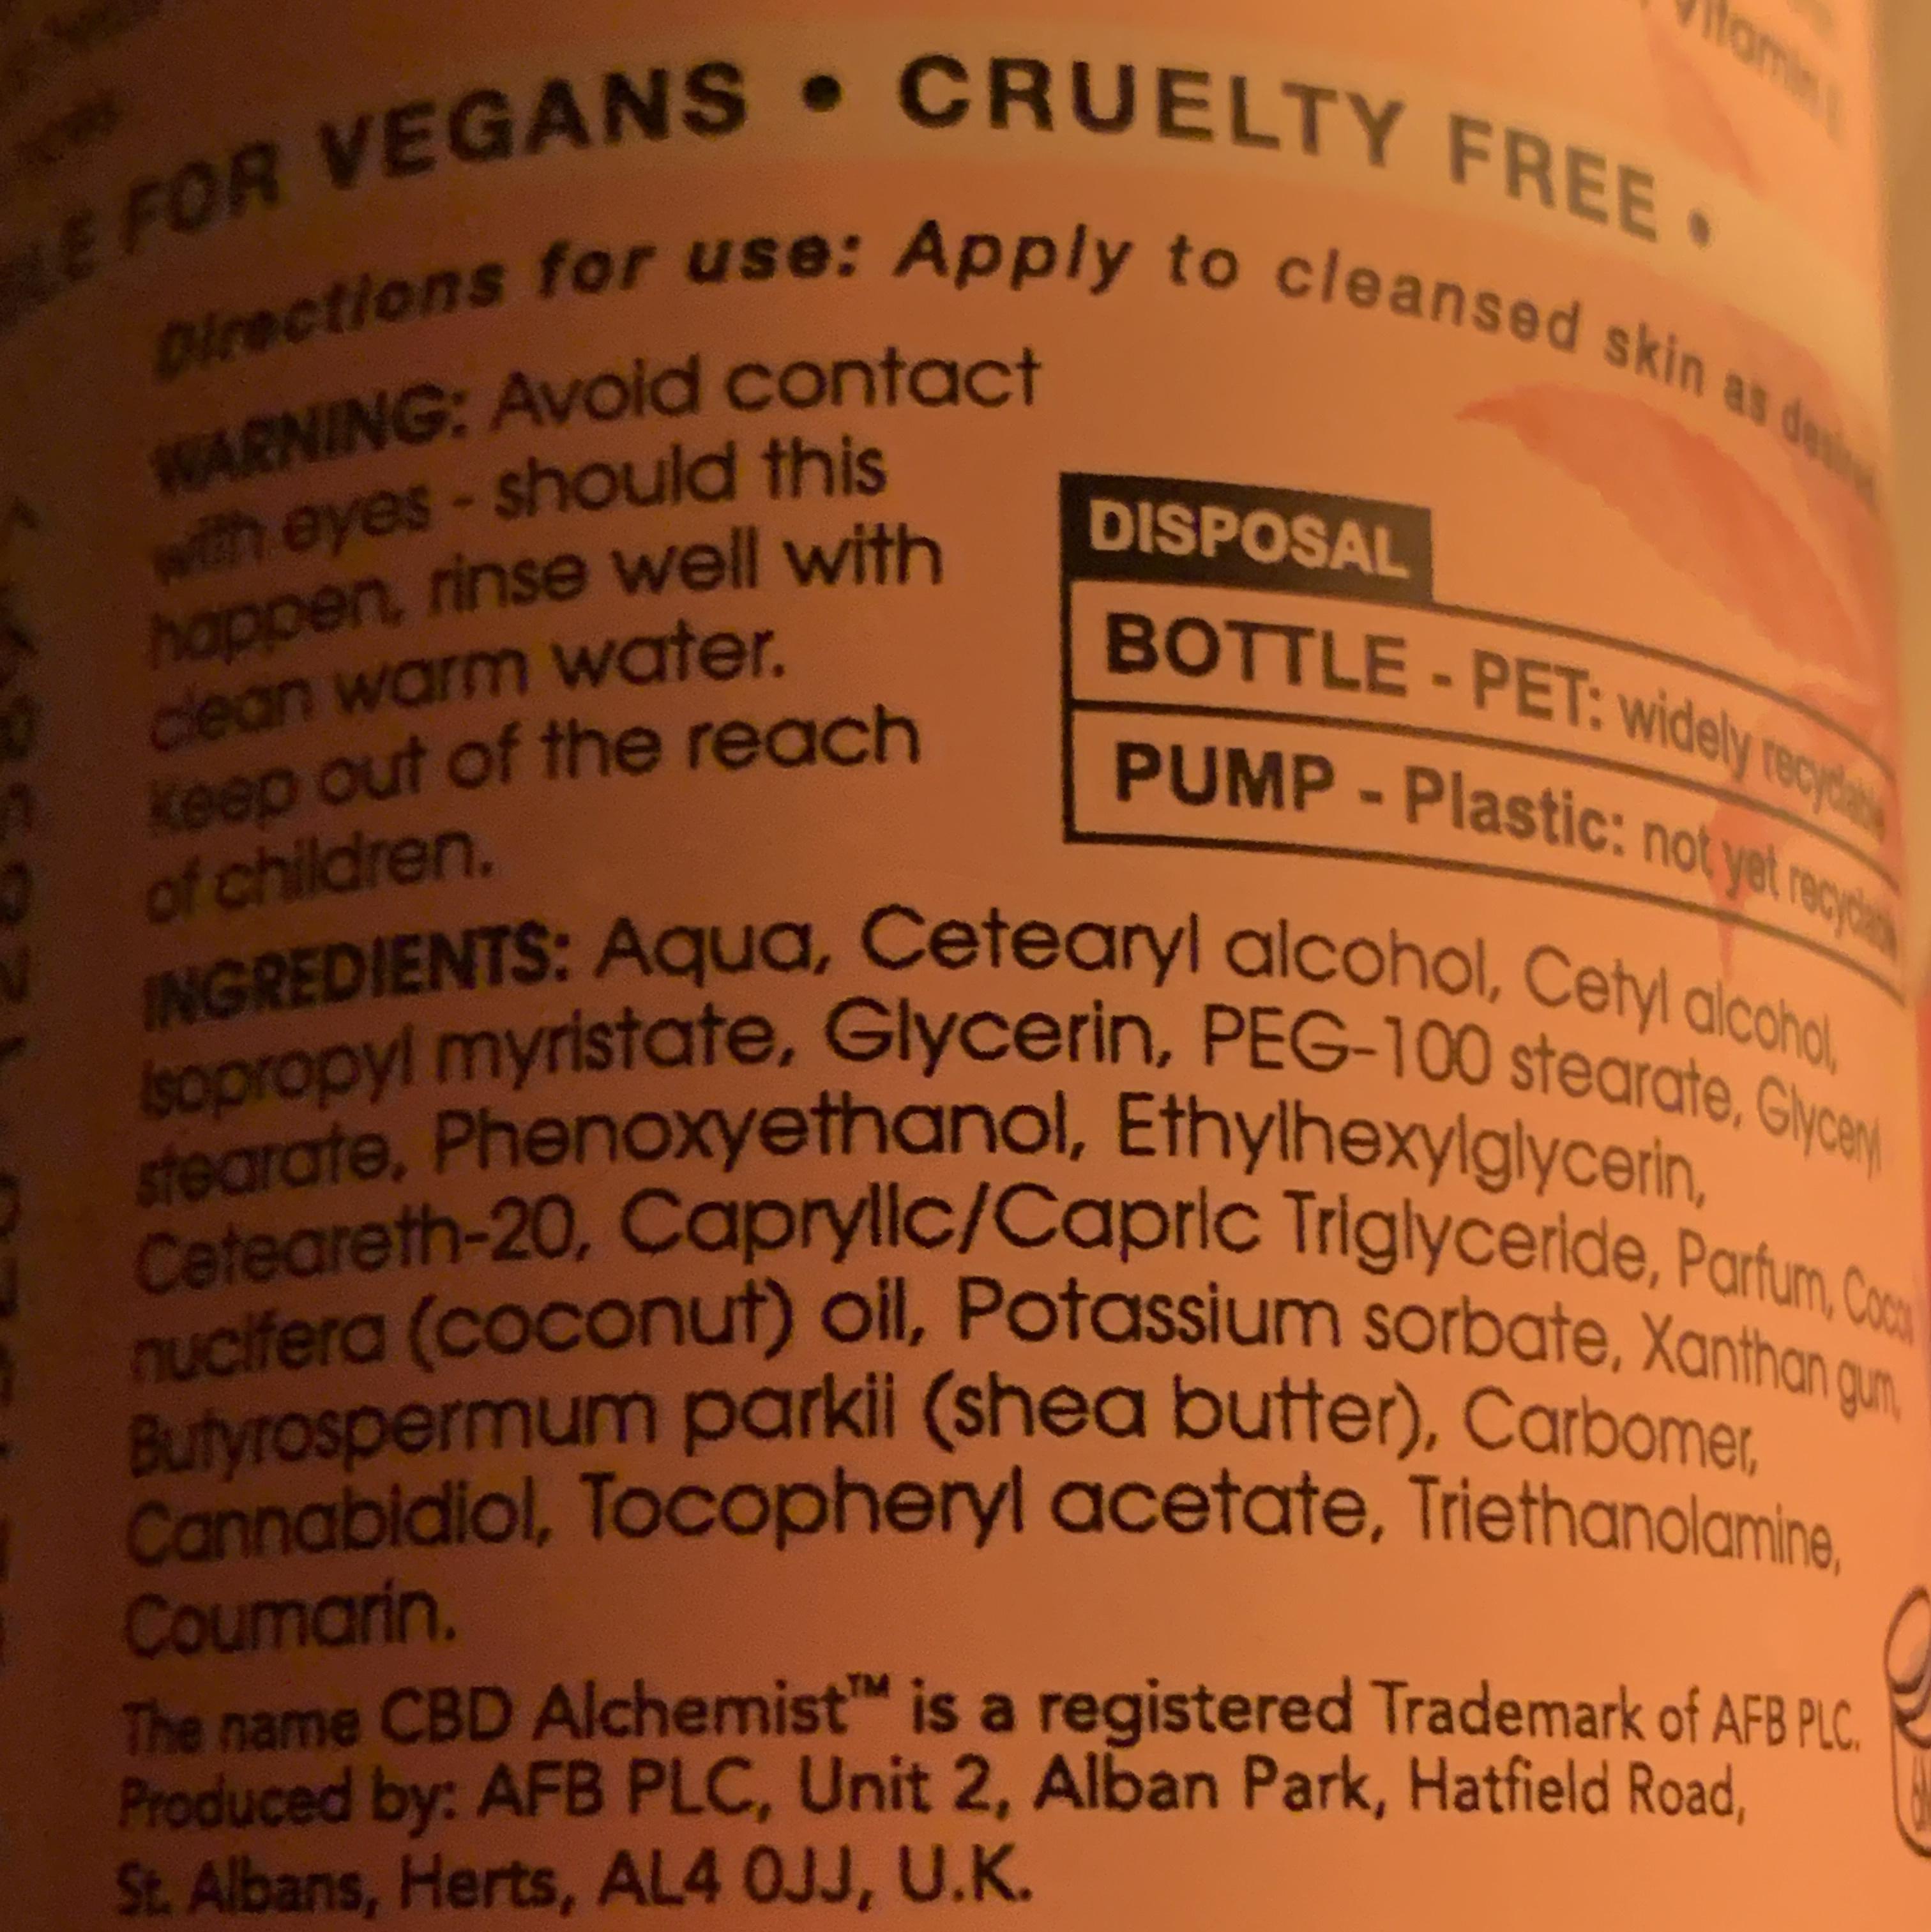 Vitamin E
FOR VEGANS • CRUELTY FREE •
Directions for use: Apply to cleansed skin as desired
WARNING: Avoid contact
with eyes - should this
happen, rinse well with
clean warm water.
Keep out of the reach
of children.
DISPOSAL
BOTTLE - PET: widely recyclable
PUMP - Plastic: not yet recyclable
INGREDIENTS: Aqua, Cetearyl alcohol, Cetyl alcohol,
Isopropyl myristate, Glycerin, PEG-100 stearate, Glyceryl
stearate, Phenoxyethanol, Ethylhexylglycerin,
Ceteareth-20, Caprylic/Capric Triglyceride, Parfum, Cocos
nucifera (coconut) oil, Potassium sorbate, Xanthan gum,
Butyrospermum parkii (shea butter), Carbomer,
Cannabidiol, Tocopheryl acetate, Triethanolamine,
Coumarin.
The name CBD Alchemist™ is a registered Trademark of AFB PLC.
Produced by: AFB PLC, Unit 2, Alban Park, Hatfield Road,
St. Albans, Herts, AL4 0JJ, U.K.